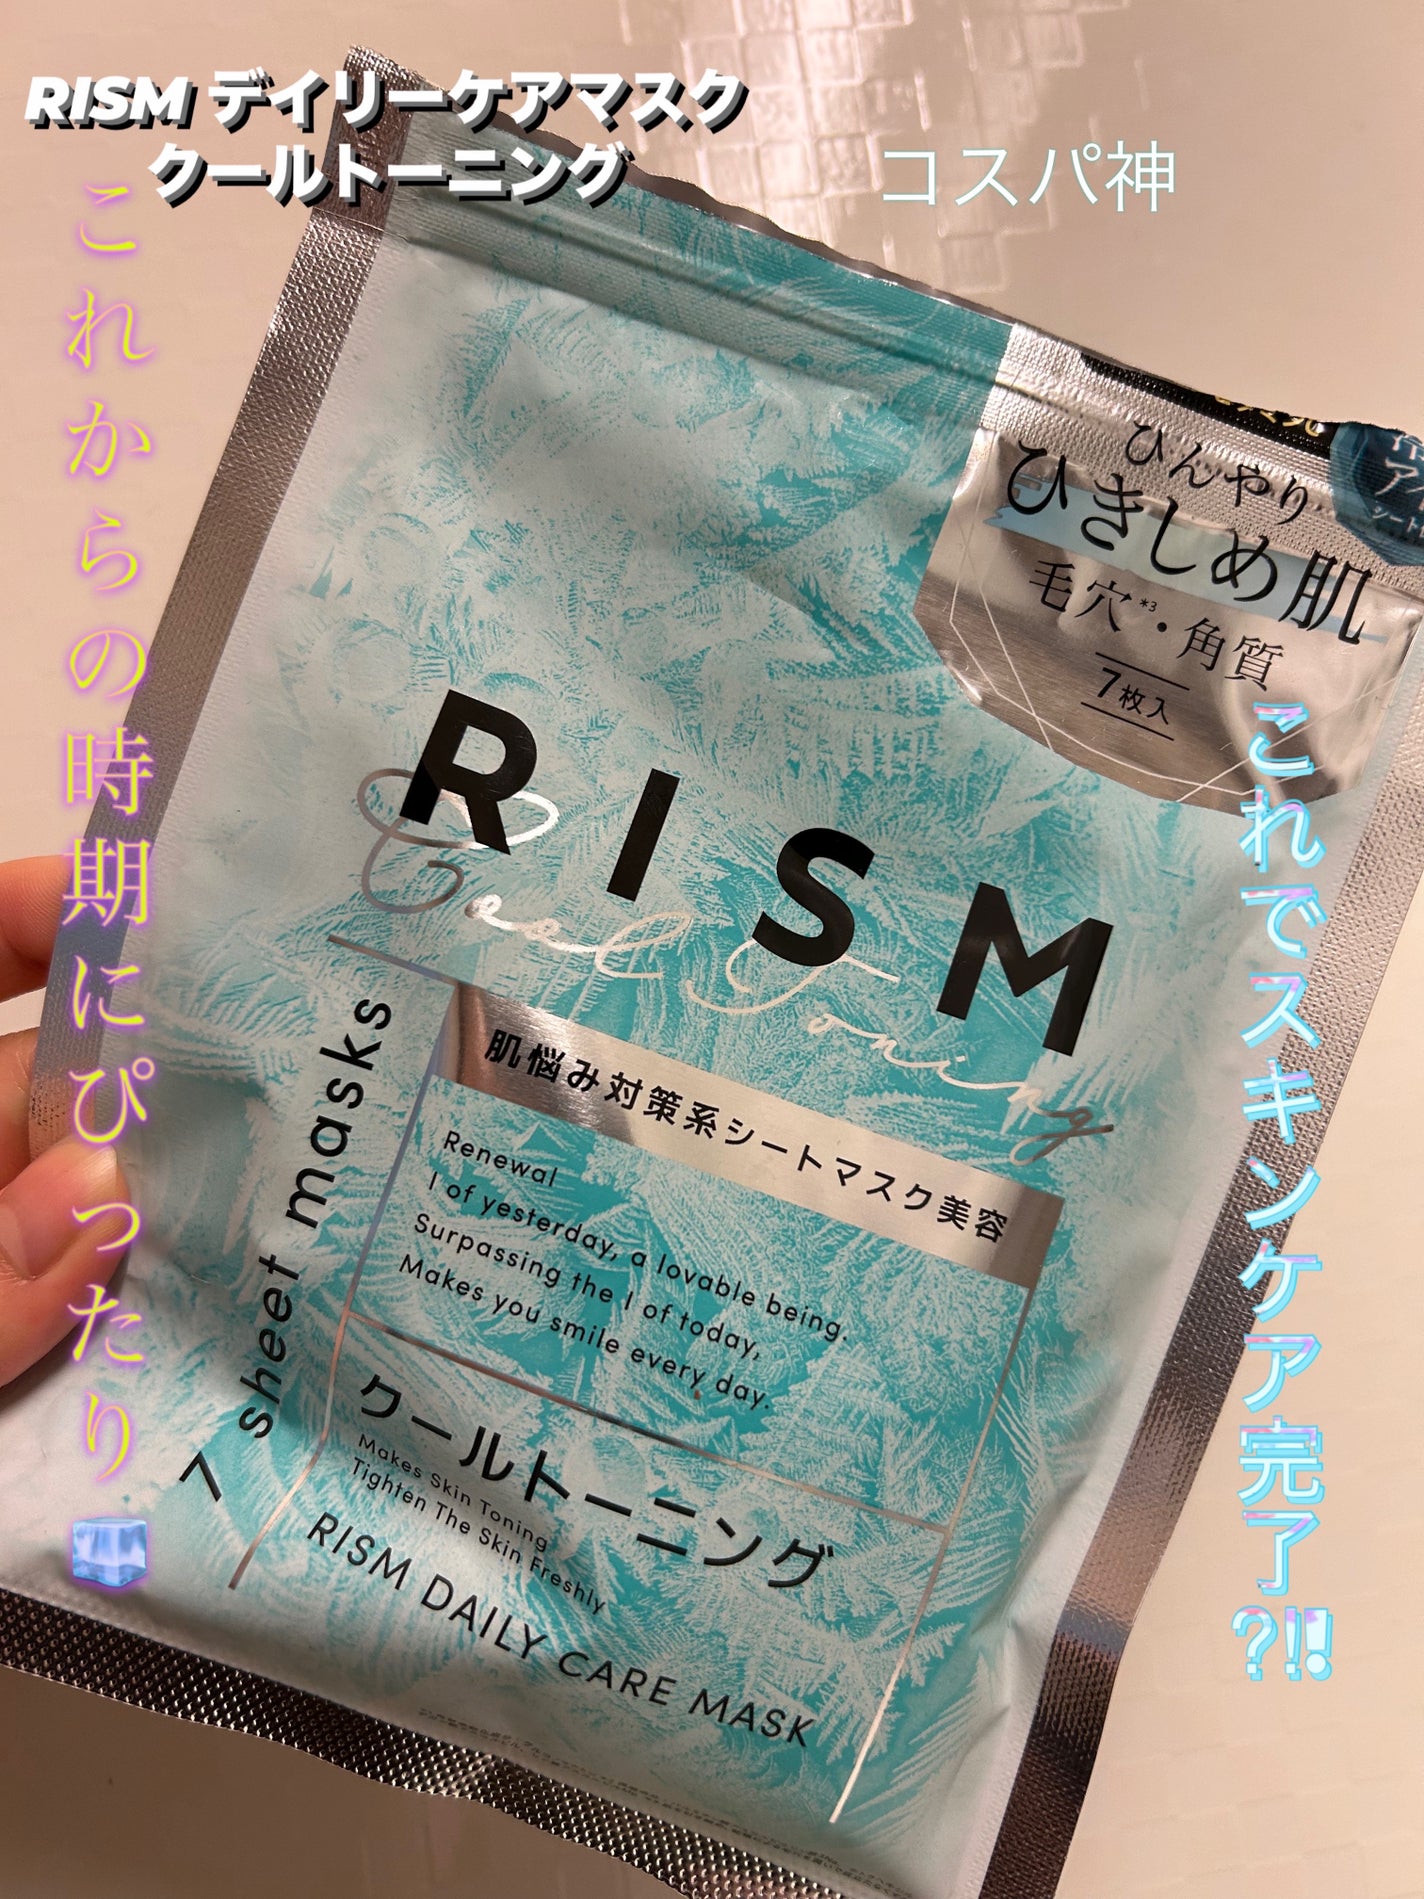 RISM デイリーケアマスク
クールトーニング
コスパ神
これからの時期にぴったり🧊
これでスキンケア完了⁈!
ひんやり
ひきしめ肌
毛穴*3・角質
7枚入
シート
RISM
Cool Toning
肌悩み対策系シートマスク美容
Renewal
I of yesterday, a lovable being.
Surpassing the I of today,
Makes you smile every day.
7 sheet masks
クールトーニング
Makes Skin Toning
Tighten The Skin Freshly
RISM DAILY CARE MASK